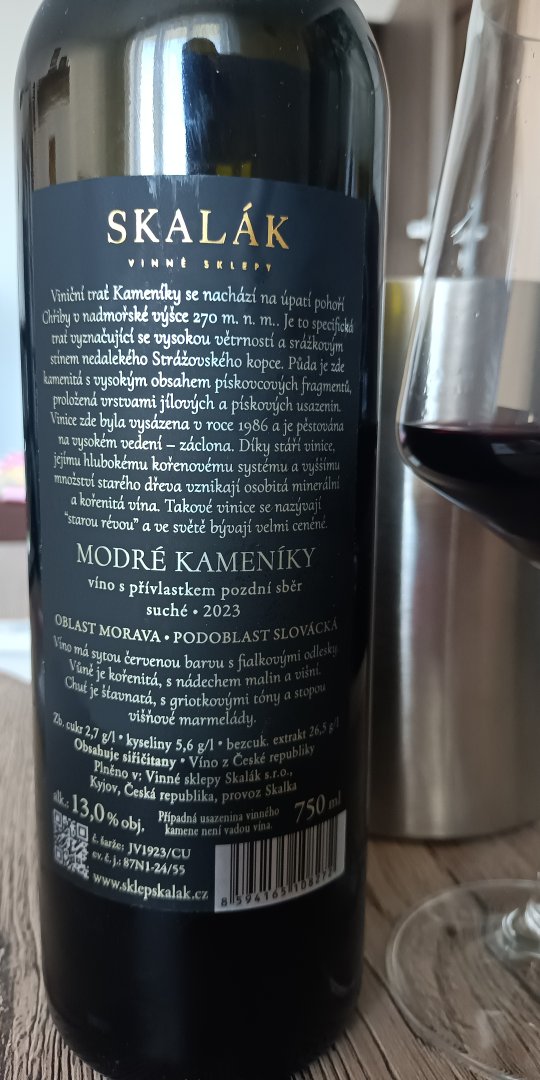 SKALÁK
VINNÉ SKLEPY
Viniční trať Kameníky se nachází na úpatí pohoří
Chřiby v nadmořské výšce 270 m. n. m.. Je to specifická
trať vyznačující se vysokou větrností a srážkovým
stínem nedalekého Strážovského kopce. Půda je zde
kamenitá s vysokým obsahem pískovcových fragmentů,
proložená vrstvami jílových a pískových usazenin.
Vinice zde byla vysázena v roce 1986 a je pěstována
na vysokém vedení – záclona. Díky stáří vinice,
jejímu hlubokému kořenovému systému a vyššímu
množství starého dřeva vznikají osobitá minerální
a kořenitá vína. Takové vinice se nazývají
“starou révou” a ve světě bývají velmi ceněné.
MODRÉ KAMENÍKY
víno s přívlastkem pozdní sběr
suché • 2023
OBLAST MORAVA • PODOBLAST SLOVÁCKÁ
Víno má sytou červenou barvu s fialkovými odlesky.
Vůně je kořenitá, s nádechem malin a višní.
Chuť je šťavnatá, s griotkovými tóny a stopou
višňové marmelády.
Zb. cukr 2,7 g/l • kyseliny 5,6 g/l • bezcuk. extrakt 26,5 g/l
Obsahuje siřičitany • Víno z České republiky
Plněno v: Vinné sklepy Skalák s.r.o.,
Kyjov, Česká republika, provoz Skalka
alk.: 13,0 % obj.
Případná usazenina vinného
kamene není vadou vína.
750 ml
č. šarže: JV1923/CU
ev. č. j.: 87N1-24/55
www.sklepskalak.cz